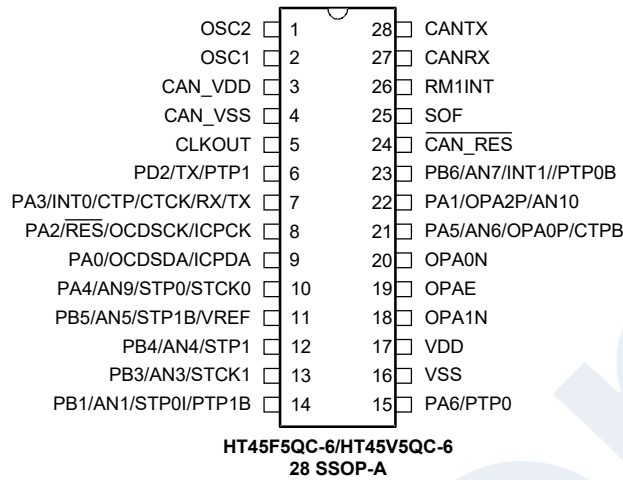 OSC2 1 28 CANTX
OSC1 2 27 CANRX
CAN_VDD 3 26 RM1INT
CAN_VSS 4 25 SOF
CLKOUT 5 24 CAN_RES
PD2/TX/PTP1 6 23 PB6/AN7/INT1//PTP0B
PA3/INT0/CTP/CTCK/RX/TX 7 22 PA1/OPA2P/AN10
PA2/RES/OCDSCK/ICPCK 8 21 PA5/AN6/OPA0P/CTPB
PA0/OCDSDA/ICPDA 9 20 OPA0N
PA4/AN9/STP0/STCK0 10 19 OPAE
PB5/AN5/STP1B/VREF 11 18 OPA1N
PB4/AN4/STP1 12 17 VDD
PB3/AN3/STCK1 13 16 VSS
PB1/AN1/STP0I/PTP1B 14 15 PA6/PTP0
HT45F5QC-6/HT45V5QC-6
28 SSOP-A